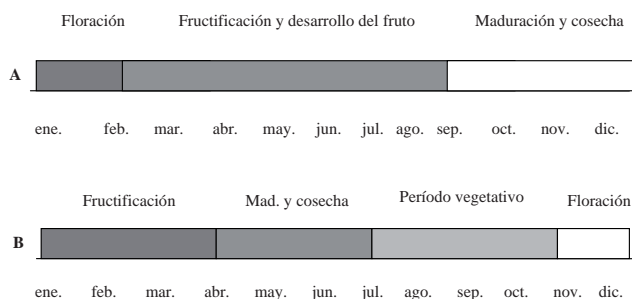 Floración Fructificación y desarrollo del fruto Maduración y cosecha
A
ene. feb. mar. abr. may. jun. jul. ago. sep. oct. nov. dic.
Fructificación Mad. y cosecha Período vegetativo Floración
B
ene. feb. mar. abr. may. jun. jul. ago. sep. oct. nov. dic.